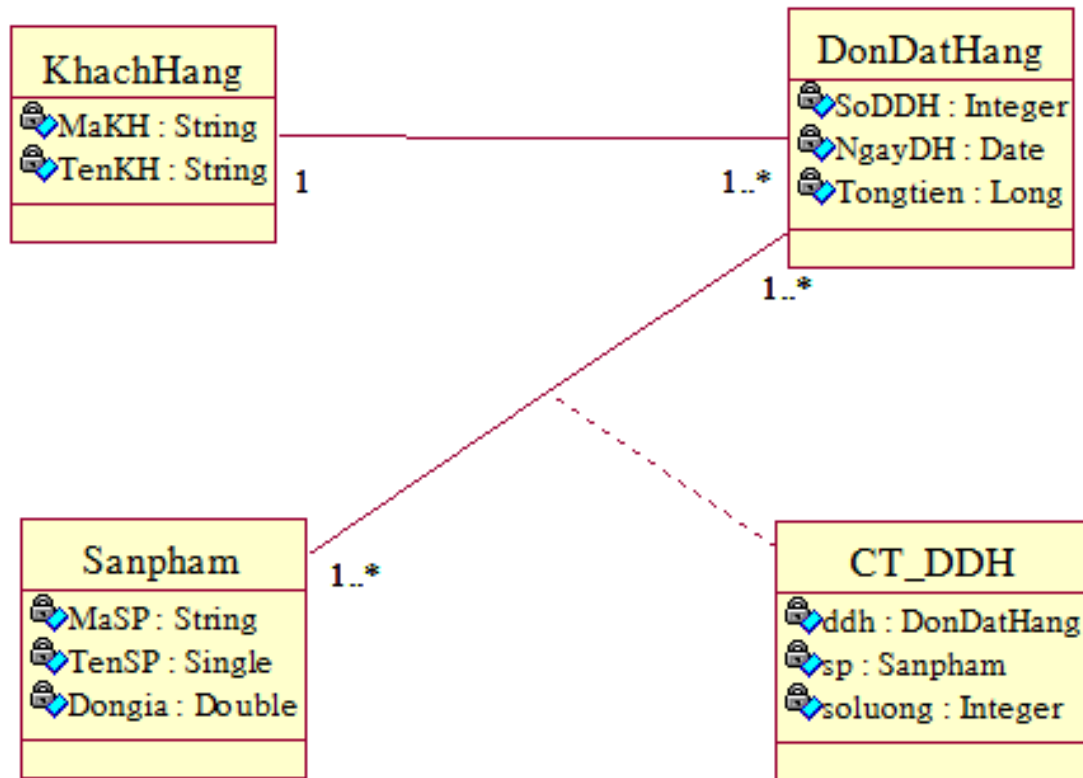 KhachHang
MaKH : String
TenKH : String
1
1..*
DonDatHang
SoDDH : Integer
NgayDH : Date
Tongtien : Long
1..*
Sanpham
MaSP : String
TenSP : Single
Dongia : Double
1..*
CT_DDH
ddh : DonDatHang
sp : Sanpham
soluong : Integer